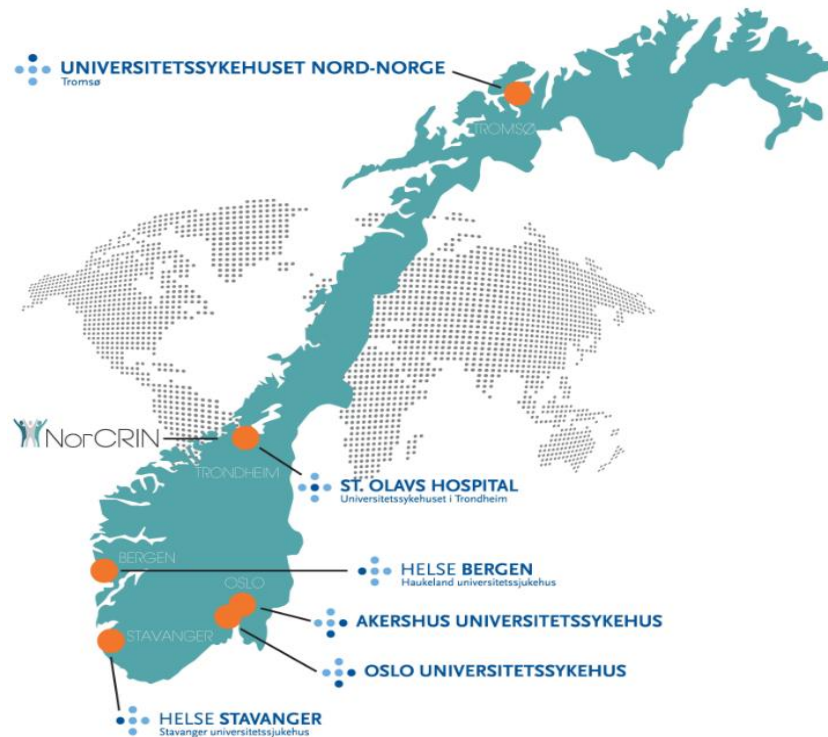 UNIVERSITETSSYKEHUSET NORD-NORGE
Tromsø
TROMSØ
NorCRIN
TRONDHEIM
ST. OLAVS HOSPITAL
Universitetssykehuset i Trondheim
BERGEN
HELSE BERGEN
Haukeland universitetssjukehus
OSLO
AKERSHUS UNIVERSITETSSYKEHUS
STAVANGER
OSLO UNIVERSITETSSYKEHUS
HELSE STAVANGER
Stavanger universitetssjukehus